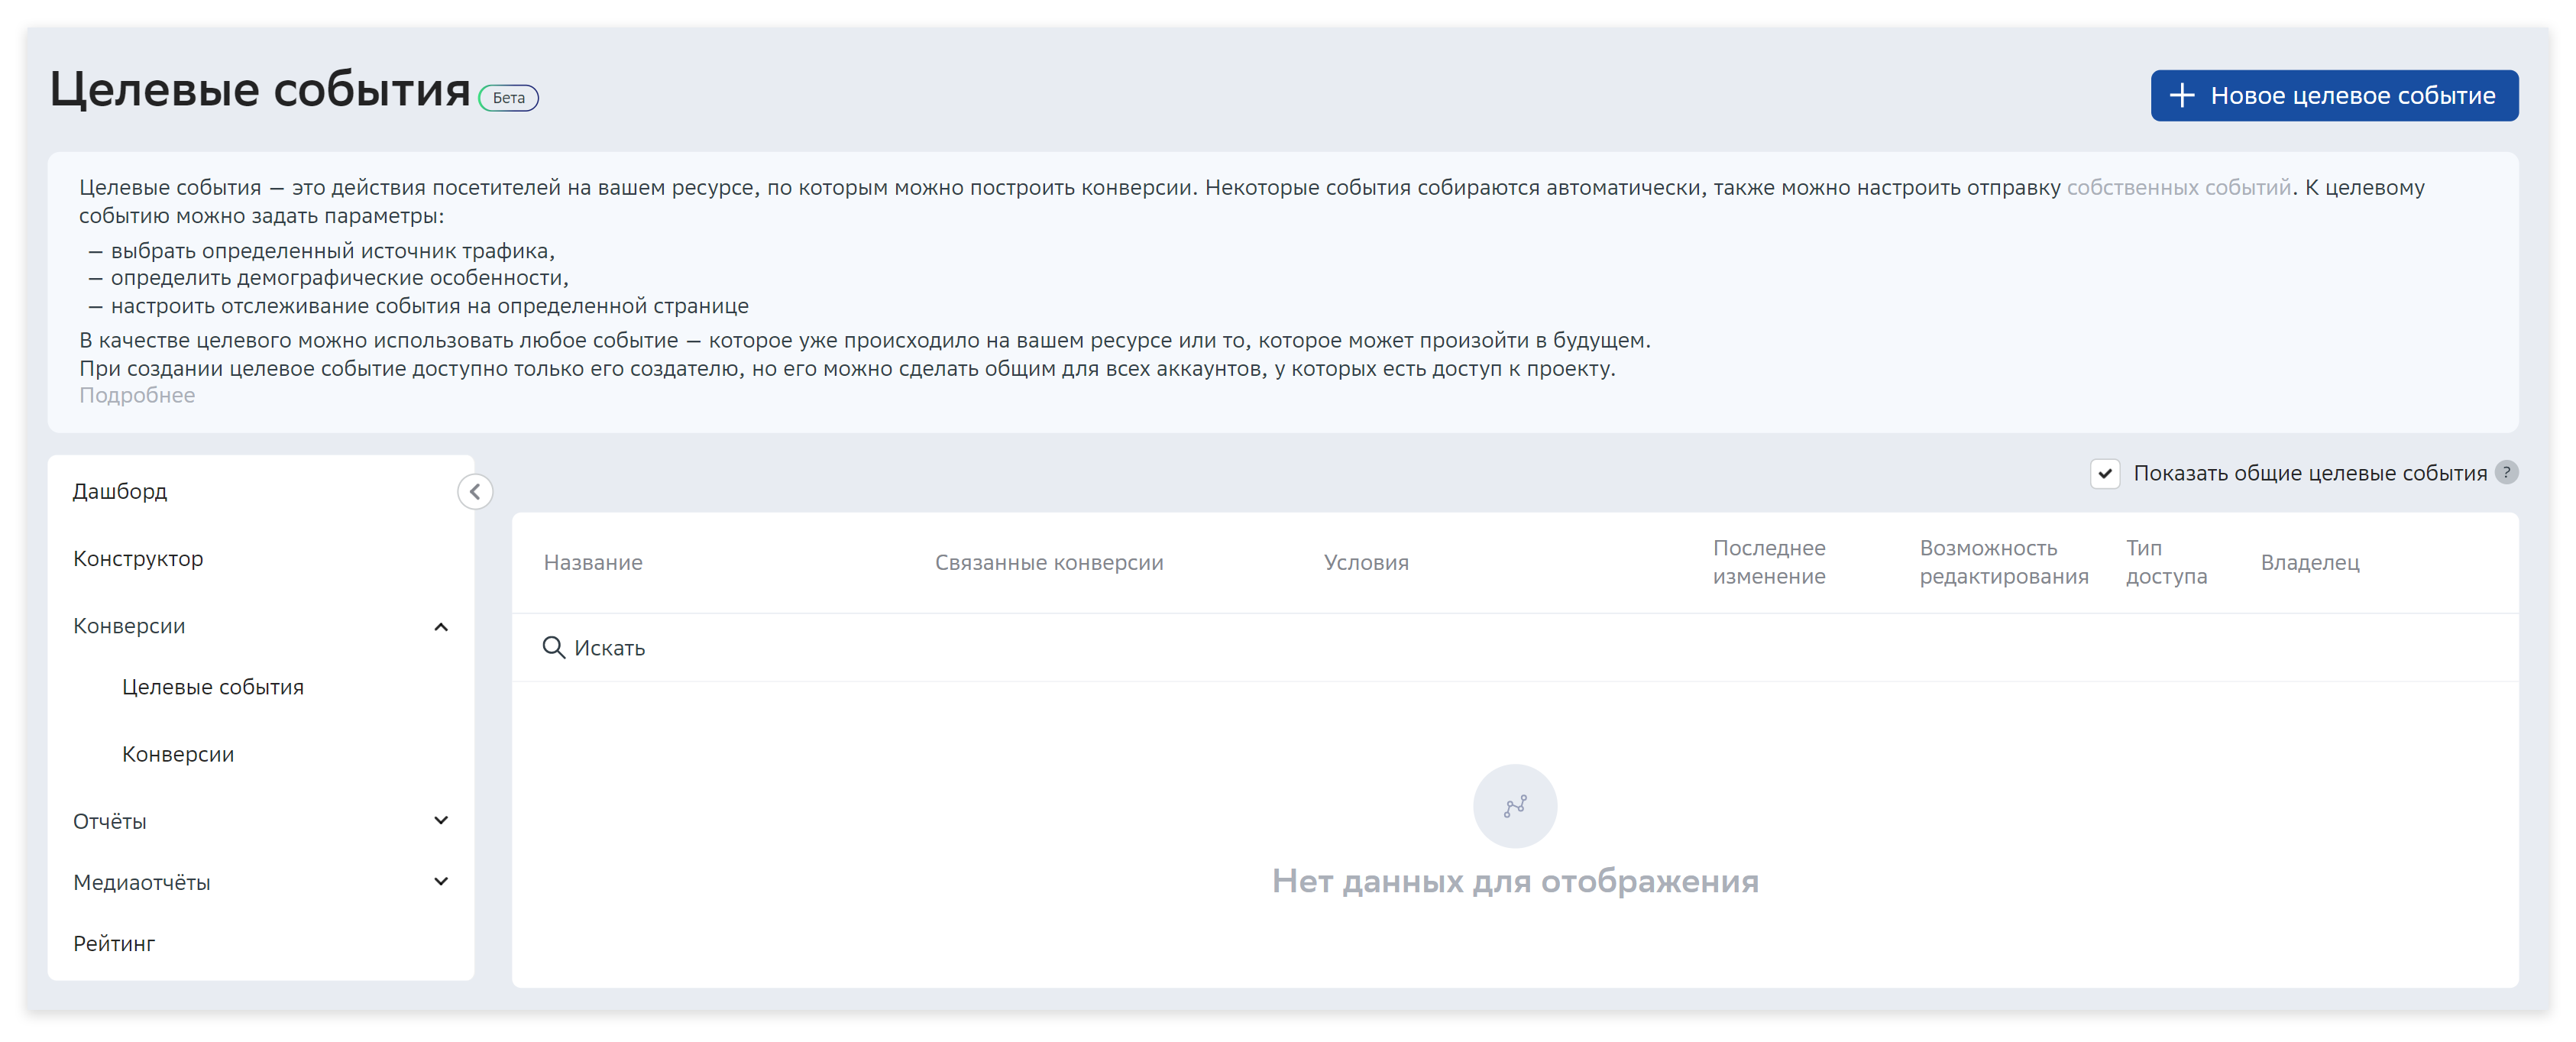 Целевые события Бета
+ Новое целевое событие
Целевые события — это действия посетителей на вашем ресурсе, по которым можно построить конверсии. Некоторые события собираются автоматически, также можно настроить отправку собственных событий. К целевому
событию можно задать параметры:
— выбрать определенный источник трафика,
— определить демографические особенности,
— настроить отслеживание события на определенной странице
В качестве целевого можно использовать любое событие — которое уже происходило на вашем ресурсе или то, которое может произойти в будущем.
При создании целевое событие доступно только его создателю, но его можно сделать общим для всех аккаунтов, у которых есть доступ к проекту.
Подробнее
Дашборд
Конструктор
Конверсии
Целевые события
Конверсии
Отчёты
Медиаотчёты
Рейтинг
Показать общие целевые события ?
Название
Связанные конверсии
Условия
Последнее
изменение
Возможность
редактирования
Тип
доступа
Владелец
Искать
Нет данных для отображения